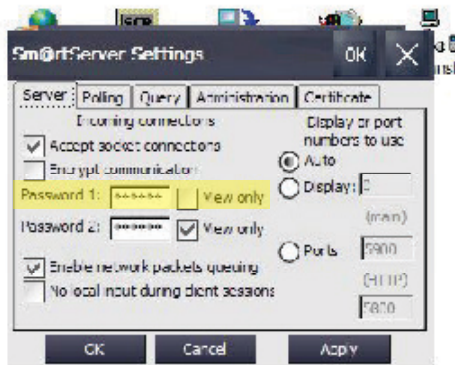 Sm@rtServer Settings OK
Server Polling Query Administration Certificate
Incoming connections
Accept socket connections
Encrypt communication
Password 1: ****** View only
Password 2: ****** View only
Enable network packets queuing
No local input during client sessions
Display or port
numbers to use
Auto
Display: 0
(main)
Ports 5900
(HTTP)
5800
OK Cancel Apply